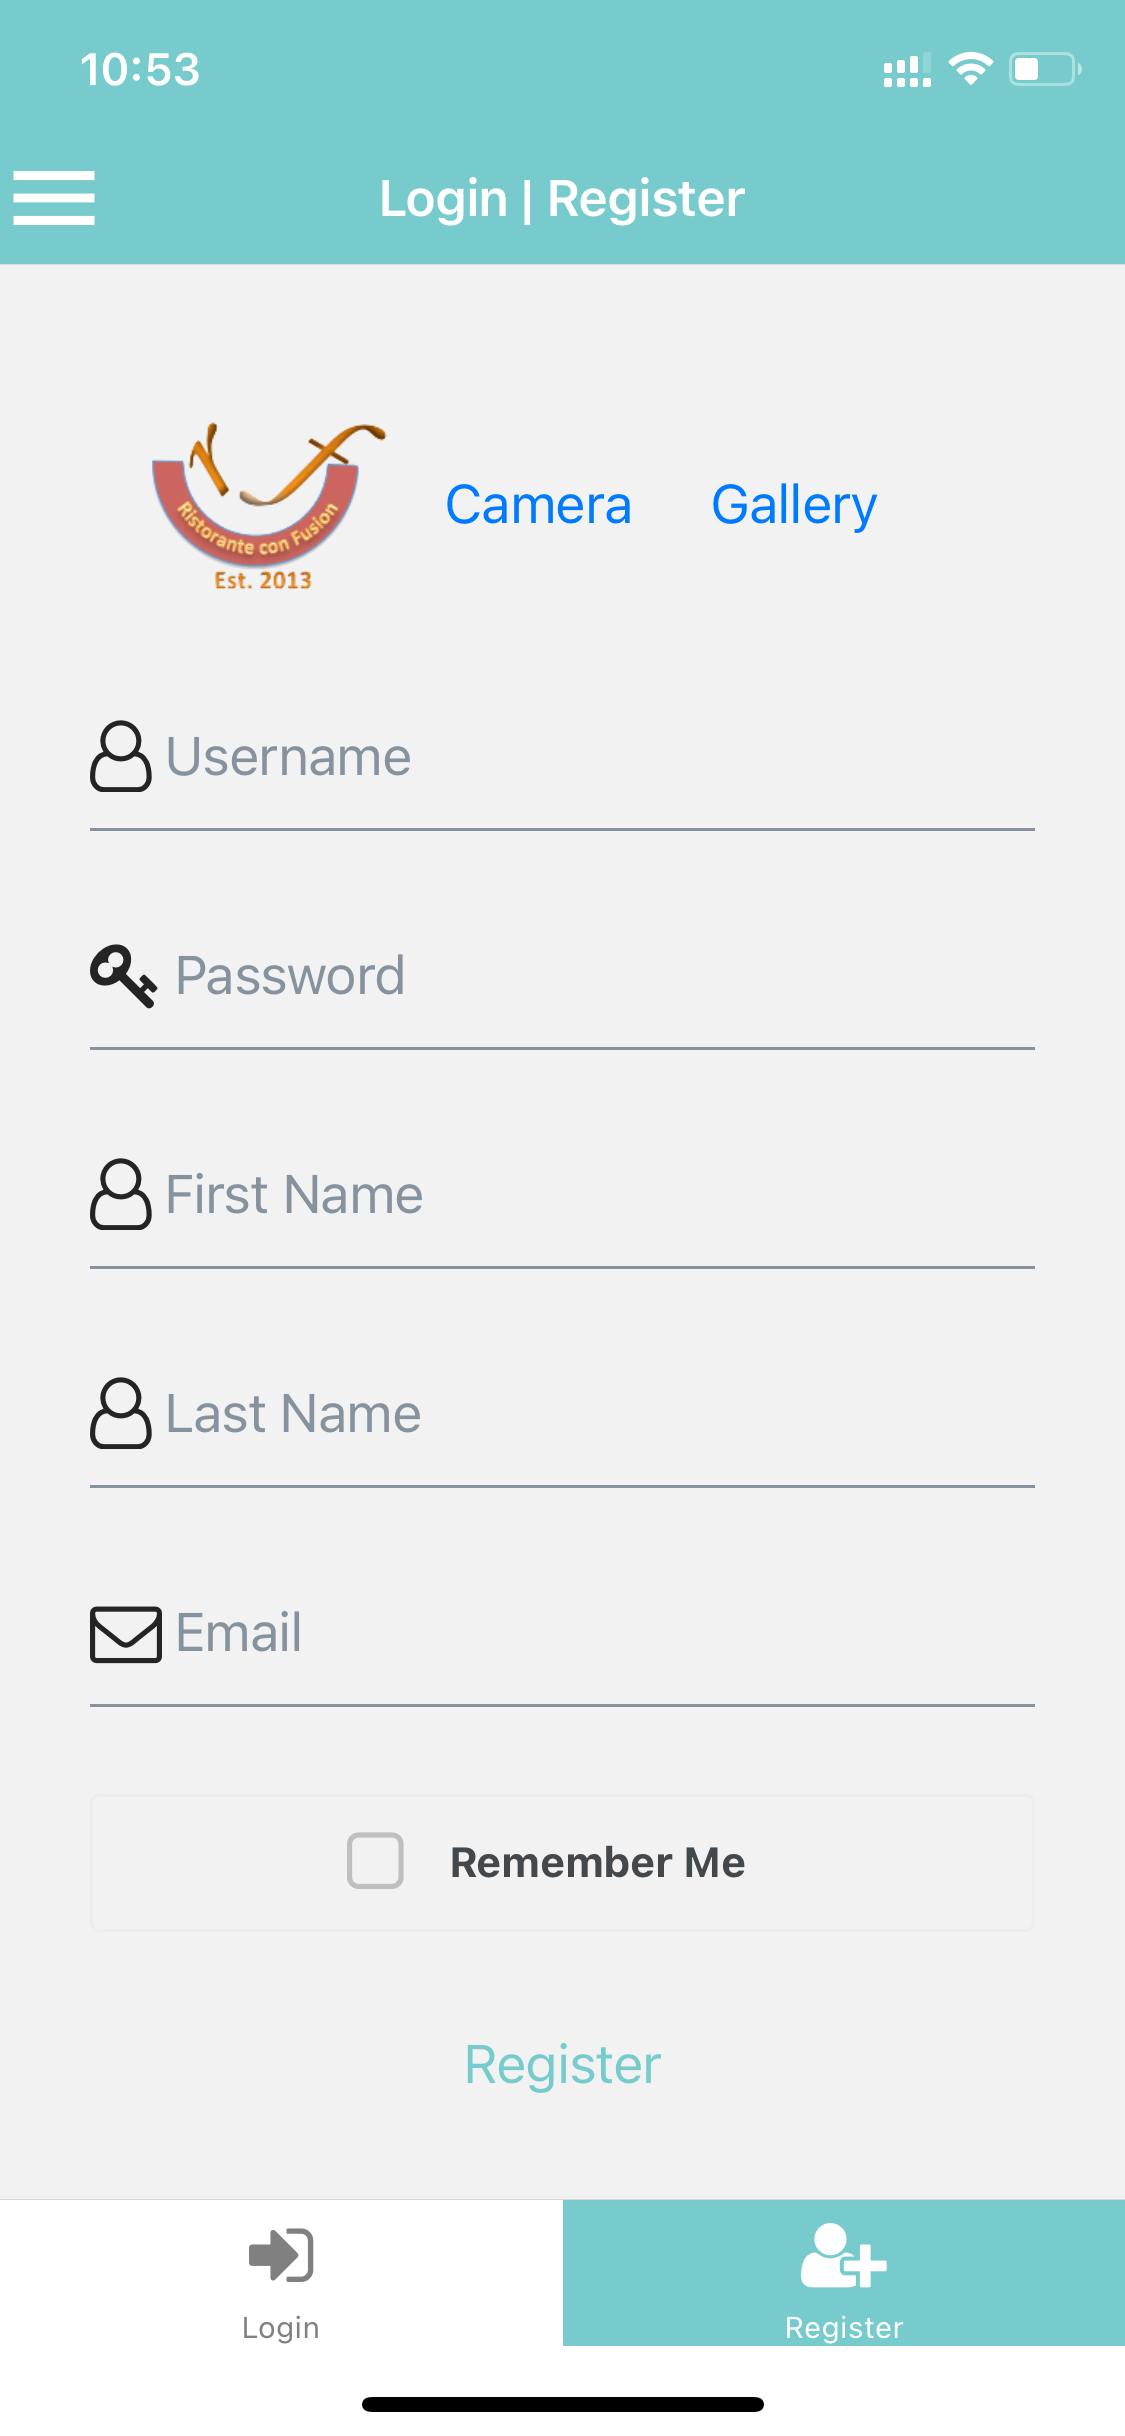 10:53
Login | Register
Ristorante con Fusion
Est. 2013
Camera
Gallery
Username
Password
First Name
Last Name
Email
Remember Me
Register
Login
Register